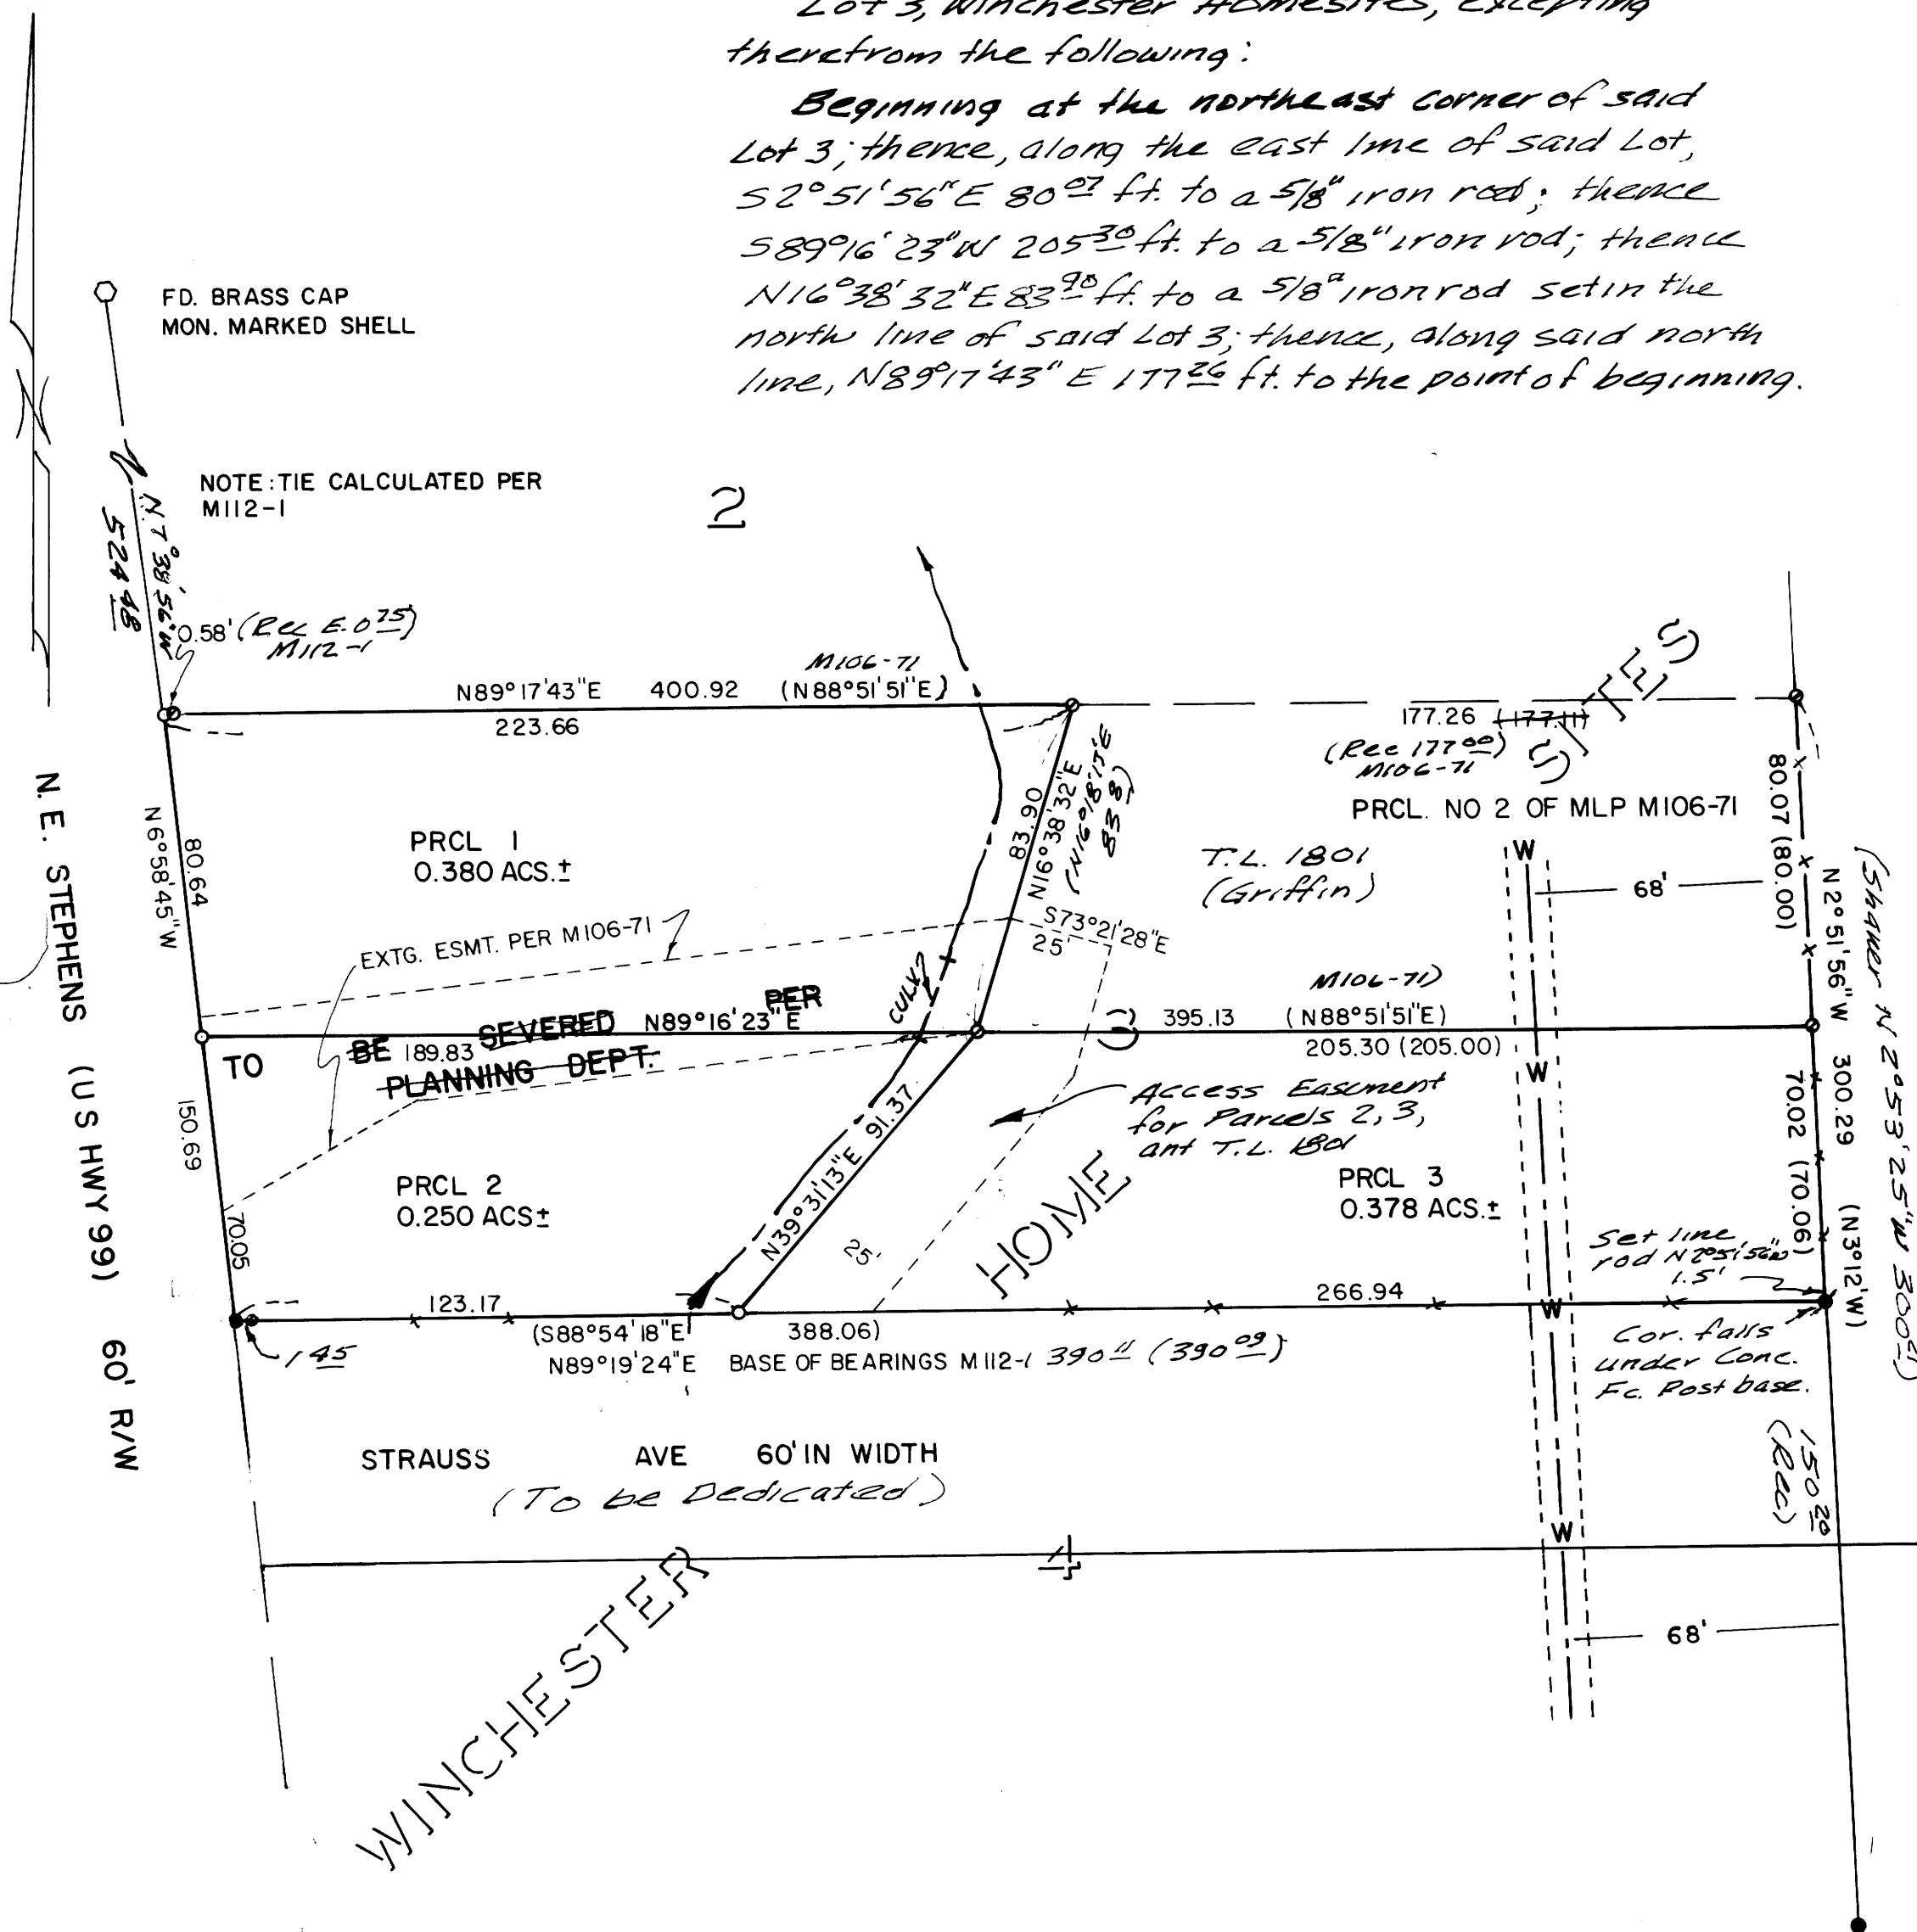 Lot 3, Winchester Homesites, excepting
therefrom the following:
Beginning at the northeast corner of said
Lot 3; thence, along the east line of said Lot,
S2°51'56"E 80.07 ft. to a 5/8" iron rod; thence
S89°16'23"W 205.30 ft. to a 5/8" iron rod; thence
N16°38'32"E 83.90 ft. to a 5/8" iron rod set in the
north line of said Lot 3; thence, along said north
line, N89°17'43"E 177.26 ft. to the point of beginning.
FD. BRASS CAP
MON. MARKED SHELL
NOTE: TIE CALCULATED PER
M112-1
2
N.7°38'56"W
524.48
0.58' (Rec E. 0.75)
M112-1
M106-71
N89°17'43"E 400.92 (N88°51'51"E)
223.66
177.26 (177.11)
(Rec 177.00)
M106-71
SITES
PRCL. NO 2 OF MLP M106-71
80.07 (80.00)
N.E. STEPHENS (US HWY 99) 60' R/W
N6°58'45"W
80.64
PRCL 1
0.380 ACS.±
83.90
N16°38'32"E
(N16°18'15"E
83.8)
T.L. 1801
(Griffin)
W
68'
N2°51'56"W 300.29 (N3°12'W)
EXTG. ESMT. PER M106-71
S73°21'28"E
25'
CULV.?
M106-71)
TO BE SEVERED PER
PLANNING DEPT.
N89°16'23"E
189.83
3
395.13 (N88°51'51"E)
205.30 (205.00)
W
150.69
Access Easement
for Parcels 2, 3,
ant T.L. 1801
70.02 (70.06)
PRCL 2
0.250 ACS±
N39°31'13"E 91.37
HOME
PRCL 3
0.378 ACS.±
70.05
25'
Set line
rod N2°51'56"W
1.5'
123.17
266.94
W
(S88°54'18"E 388.06)
1.45
N89°19'24"E BASE OF BEARINGS M112-1 390.11 (390.09)
Cor. falls
under Conc.
Fc. Post base.
STRAUSS AVE 60' IN WIDTH
(To be Dedicated)
150.20
(Rec)
W
4
WINCHESTER
68'